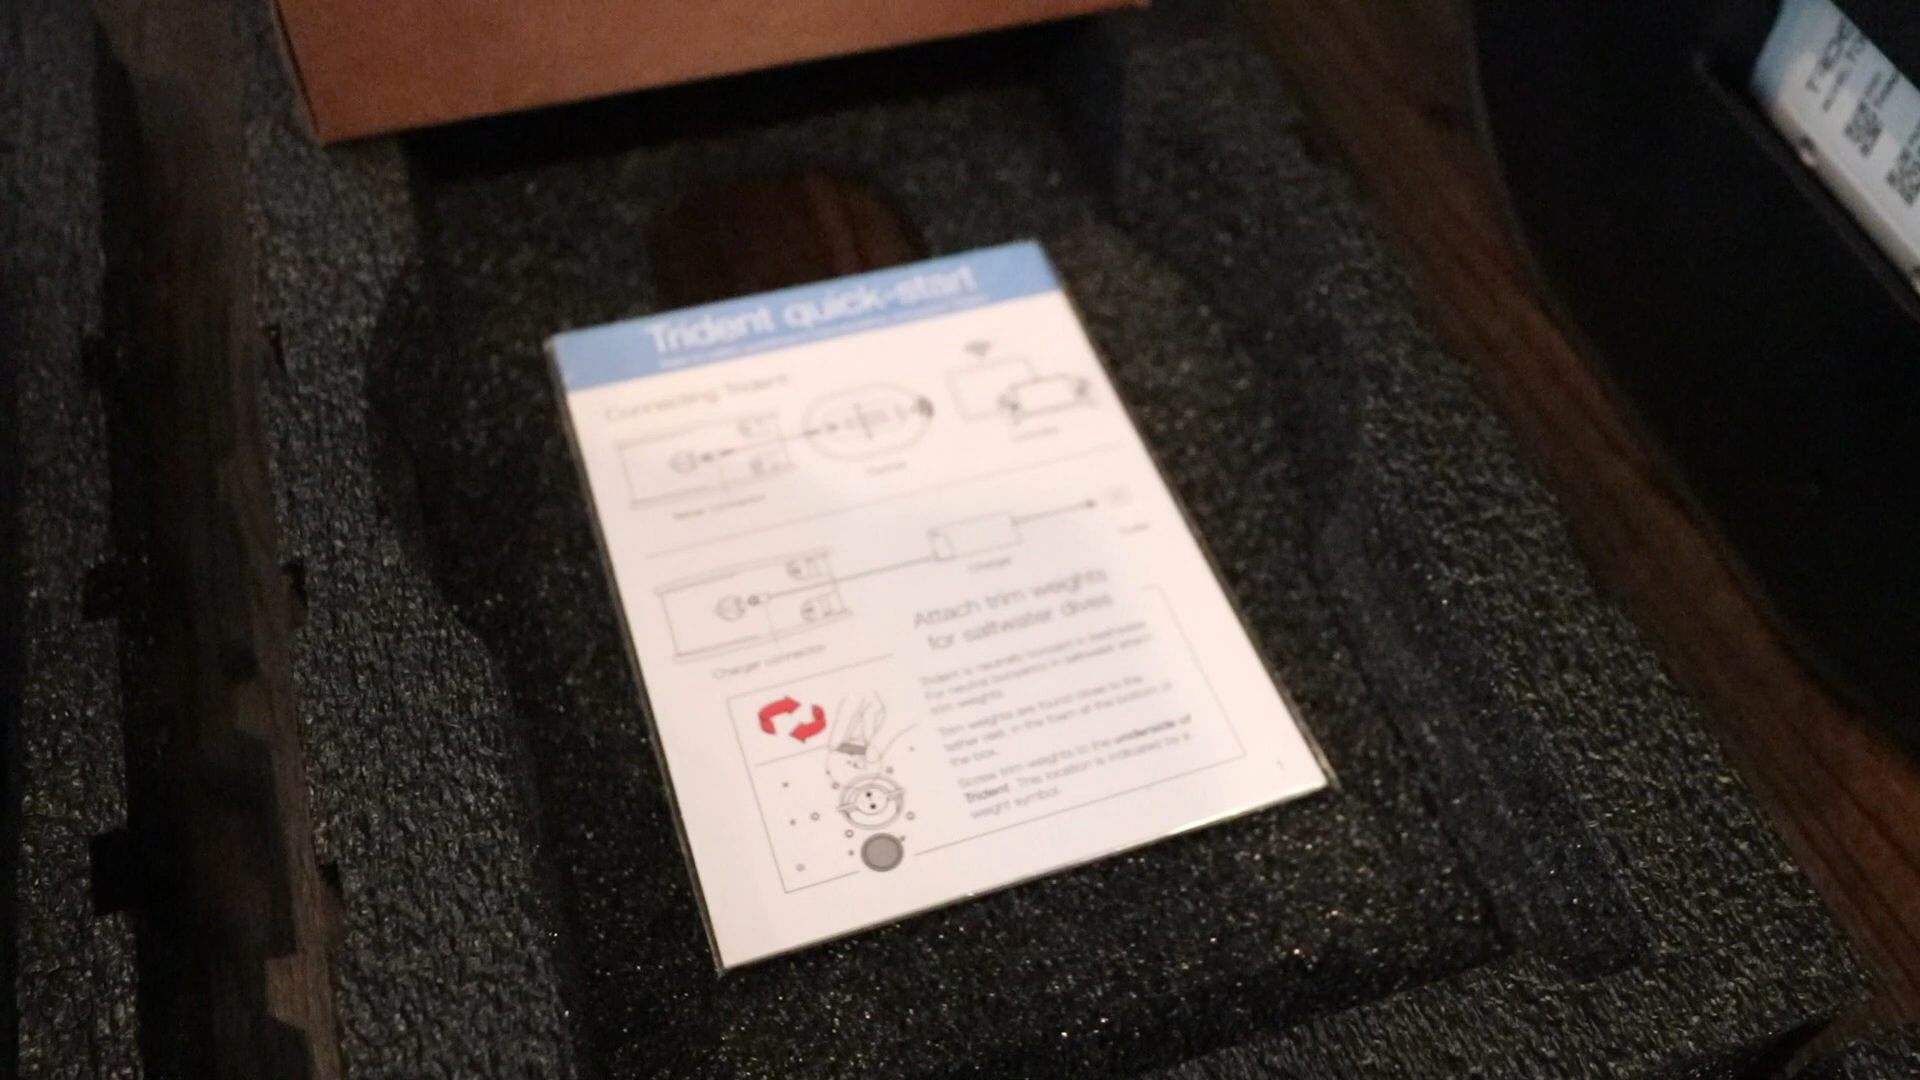 Trident quick-start
Connecting Trident
Tether
Charger
Charger connector
Attach trim weights
for saltwater dives
Trident is neutrally buoyant in freshwater.
For neutral buoyancy in saltwater attach
trim weights.
Trim weights are found close to the
tether reel, in the foam at the bottom of
the box.
Screw trim weights to the underside of
Trident. This location is indicated by a
weight symbol.
1